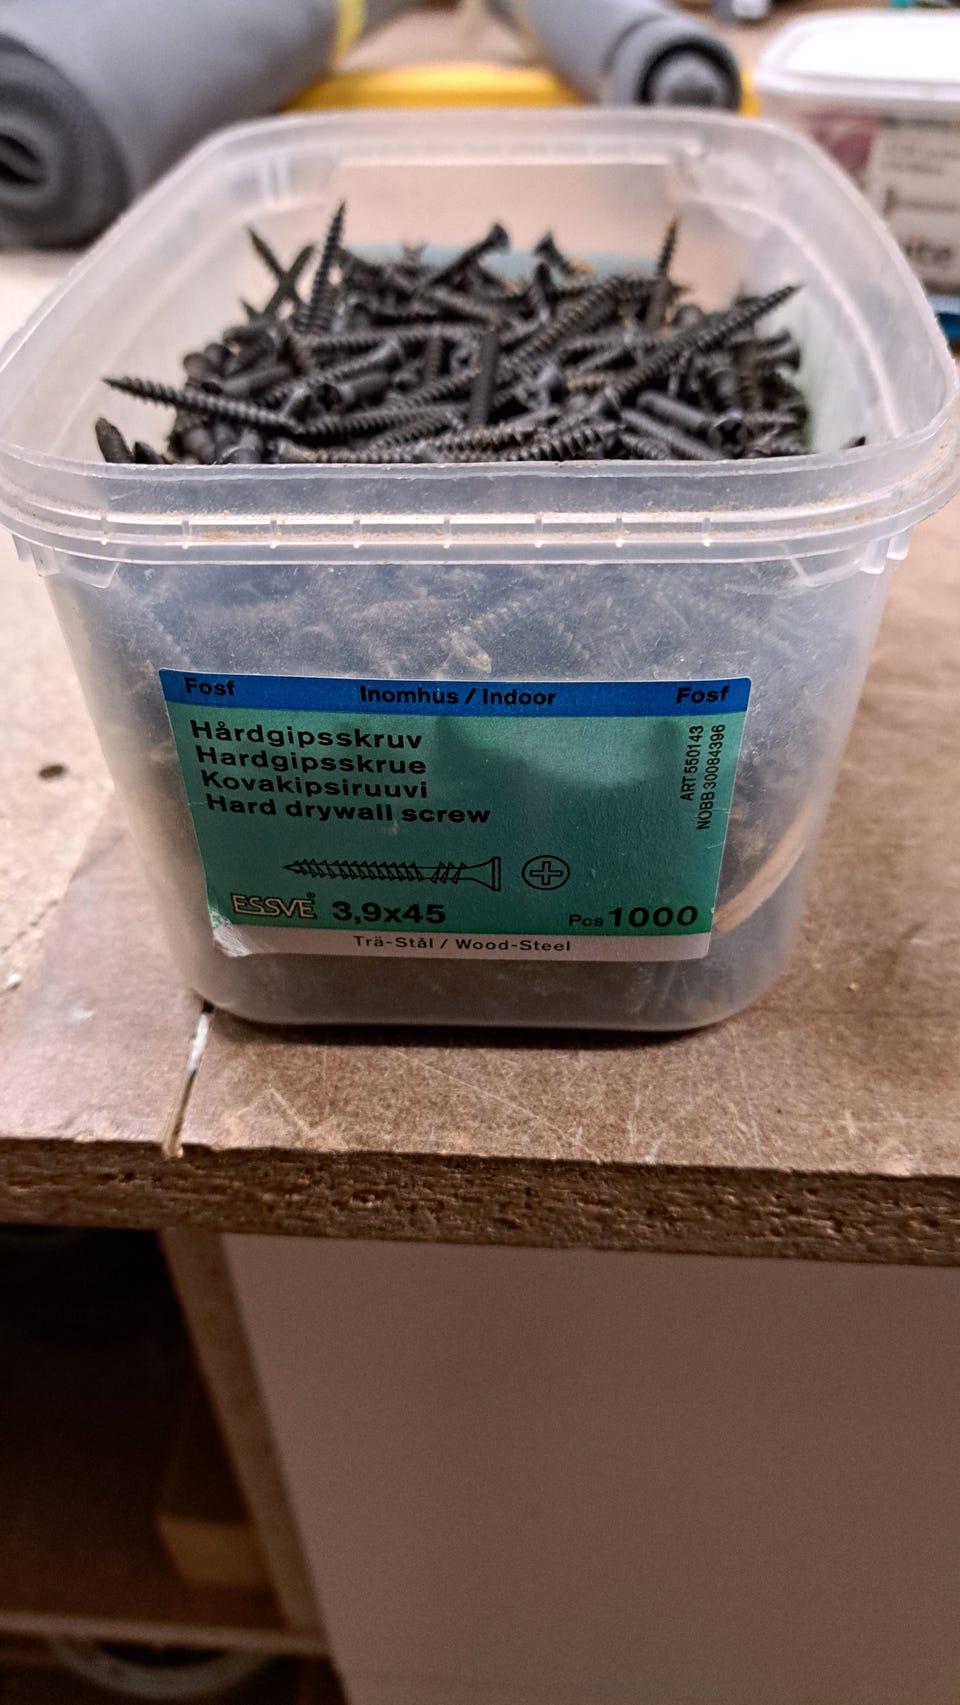 Fosf Inomhus / Indoor Fosf
Hårdgipsskruv
Hardgipsskrue
Kovakipsiruuvi
Hard drywall screw
ART 550143
NOBB 30084396
ESSVE® 3,9x45 Pcs 1000
Trä-Stål / Wood-Steel